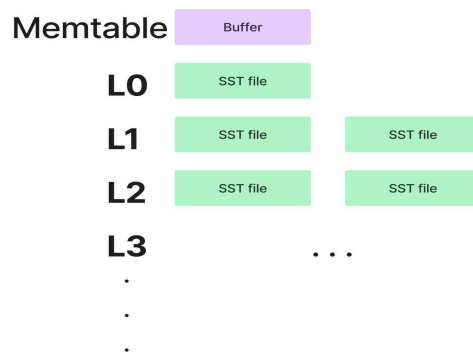 Memtable Buffer
L0 SST file
L1 SST file SST file
L2 SST file SST file
L3 ...
.
.
.